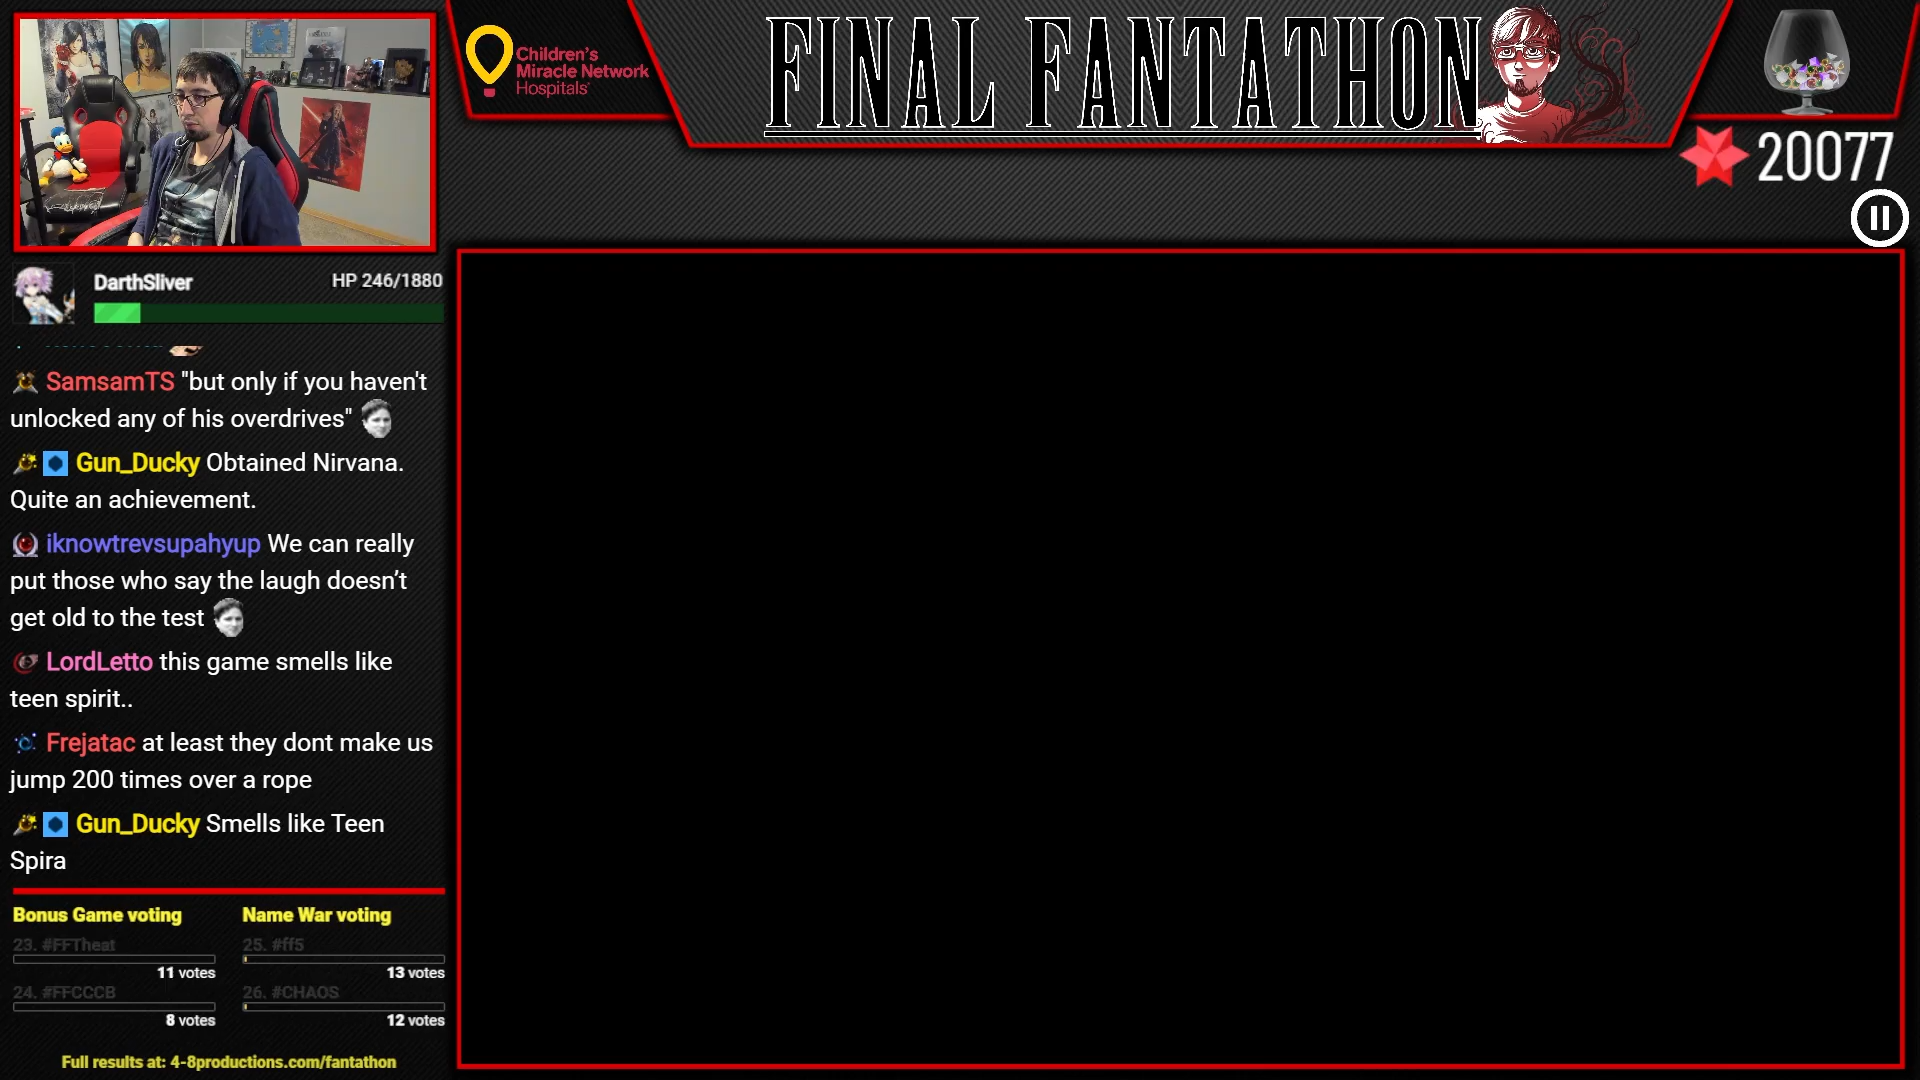 Children's
Miracle Network
Hospitals
FINAL FANTATHON
20077
DarthSliver
HP 246/1880
SamsamTS "but only if you haven't
unlocked any of his overdrives"
Gun_Ducky Obtained Nirvana.
Quite an achievement.
iknowtrevsupahyup We can really
put those who say the laugh doesn't
get old to the test
LordLetto this game smells like
teen spirit..
Frejatac at least they dont make us
jump 200 times over a rope
Gun_Ducky Smells like Teen
Spira
Bonus Game voting
23. #FFTheat
11 votes
24. #FFCCCB
8 votes
Name War voting
25. #ff5
13 votes
26. #CHAOS
12 votes
Full results at: 4-8productions.com/fantathon